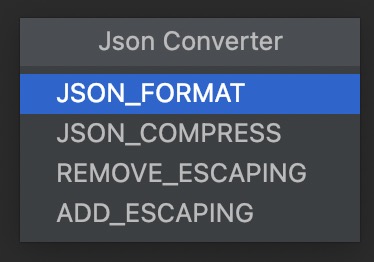 Json Converter
JSON_FORMAT
JSON_COMPRESS
REMOVE_ESCAPING
ADD_ESCAPING